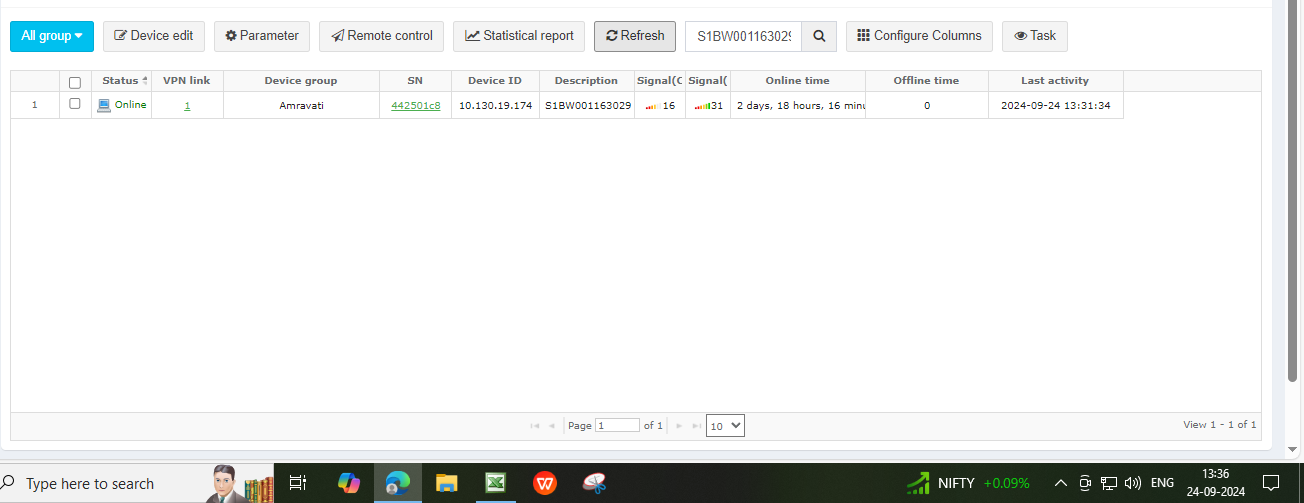 All group Device edit Parameter Remote control Statistical report Refresh S1BW001163029 Configure Columns Task
Status VPN link Device group SN Device ID Description Signal(C Signal( Online time Offline time Last activity
1 Online 1 Amravati 442501c8 10.130.19.174 S1BW001163029 16 31 2 days, 18 hours, 16 minu 0 2024-09-24 13:31:34
Page 1 of 1 10 View 1 - 1 of 1
Type here to search NIFTY +0.09% ENG 13:36
24-09-2024